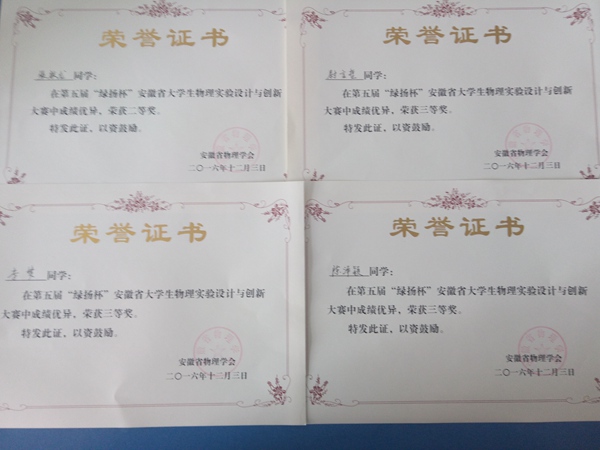 荣誉证书
同学：
在第五届“绿扬杯”安徽省大学生物理实验设计与创新
大赛中成绩优异，荣获二等奖。
特发此证，以资鼓励。
安徽省物理学会
二〇一六年十二月三日
荣誉证书
同学：
在第五届“绿扬杯”安徽省大学生物理实验设计与创新
大赛中成绩优异，荣获三等奖。
特发此证，以资鼓励。
安徽省物理学会
二〇一六年十二月三日
荣誉证书
同学：
在第五届“绿扬杯”安徽省大学生物理实验设计与创新
大赛中成绩优异，荣获三等奖。
特发此证，以资鼓励。
安徽省物理学会
二〇一六年十二月三日
荣誉证书
同学：
在第五届“绿扬杯”安徽省大学生物理实验设计与创新
大赛中成绩优异，荣获三等奖。
特发此证，以资鼓励。
安徽省物理学会
二〇一六年十二月三日